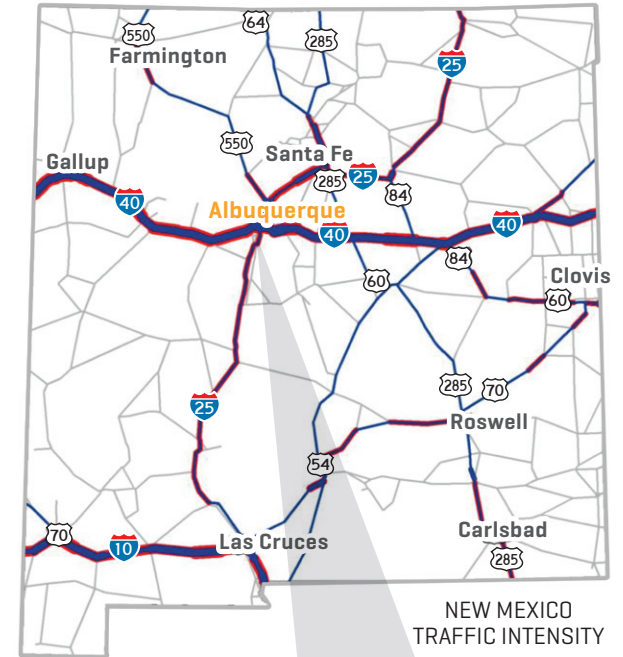 64
550
285
Farmington
25
550
Gallup
Santa Fe
285
25
84
40
Albuquerque
40
40
84
60
Clovis
60
285
70
25
Roswell
54
70
10
Las Cruces
Carlsbad
285
NEW MEXICO
TRAFFIC INTENSITY